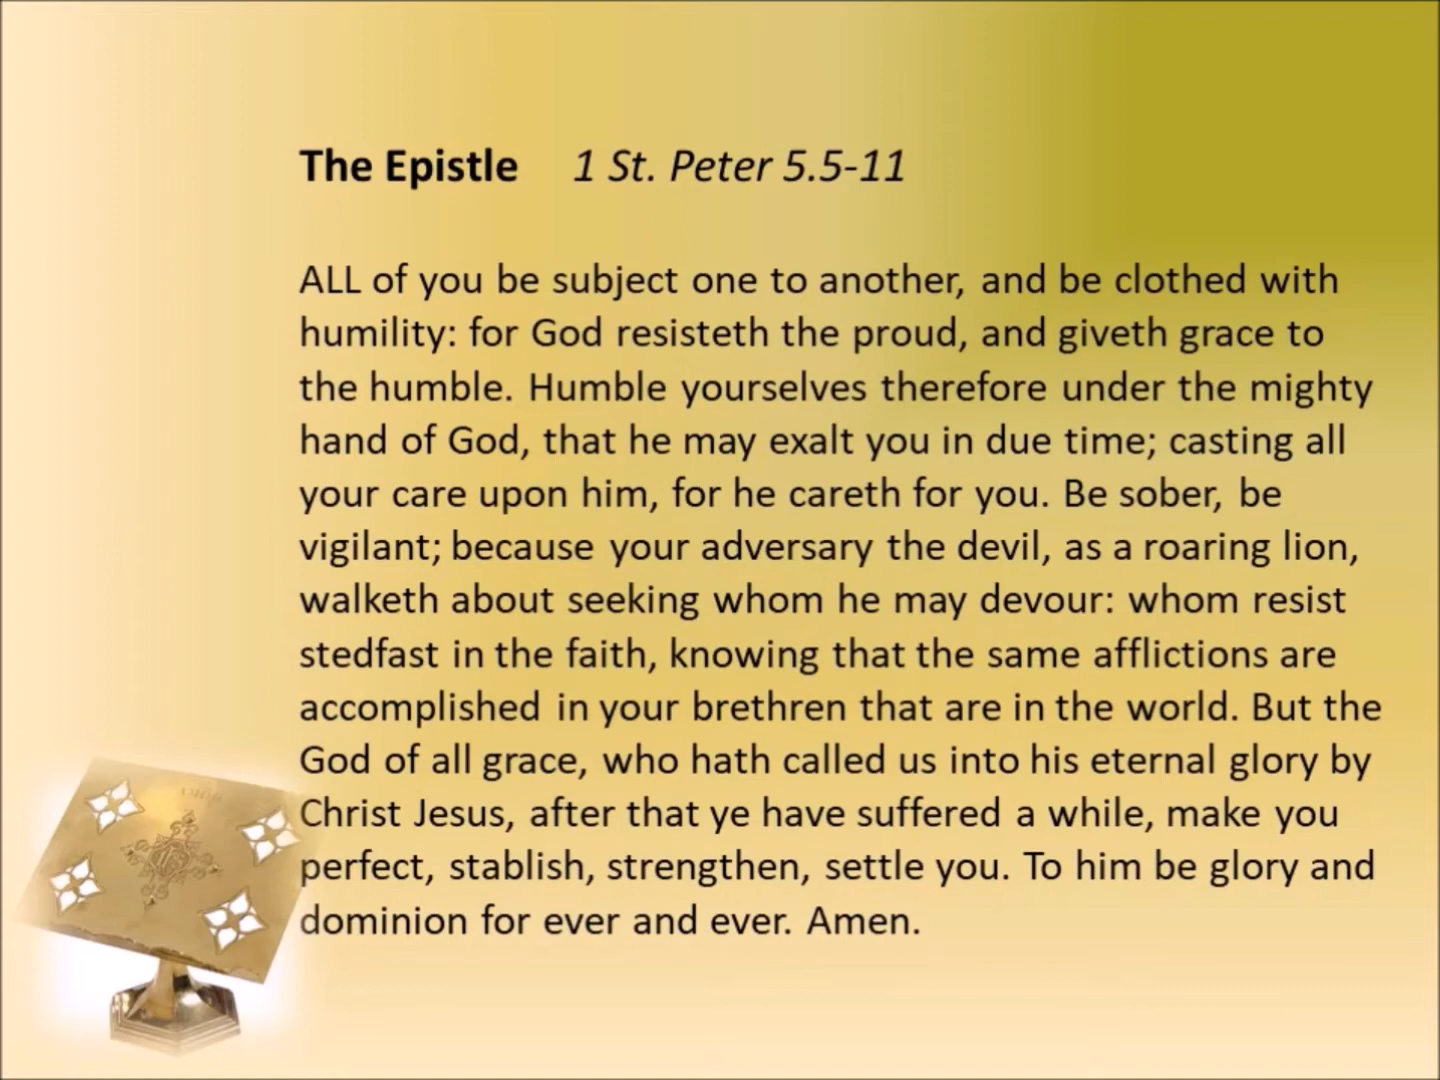 The Epistle 1 St. Peter 5.5-11
ALL of you be subject one to another, and be clothed with
humility: for God resisteth the proud, and giveth grace to
the humble. Humble yourselves therefore under the mighty
hand of God, that he may exalt you in due time; casting all
your care upon him, for he careth for you. Be sober, be
vigilant; because your adversary the devil, as a roaring lion,
walketh about seeking whom he may devour: whom resist
stedfast in the faith, knowing that the same afflictions are
accomplished in your brethren that are in the world. But the
God of all grace, who hath called us into his eternal glory by
Christ Jesus, after that ye have suffered a while, make you
perfect, stablish, strengthen, settle you. To him be glory and
dominion for ever and ever. Amen.